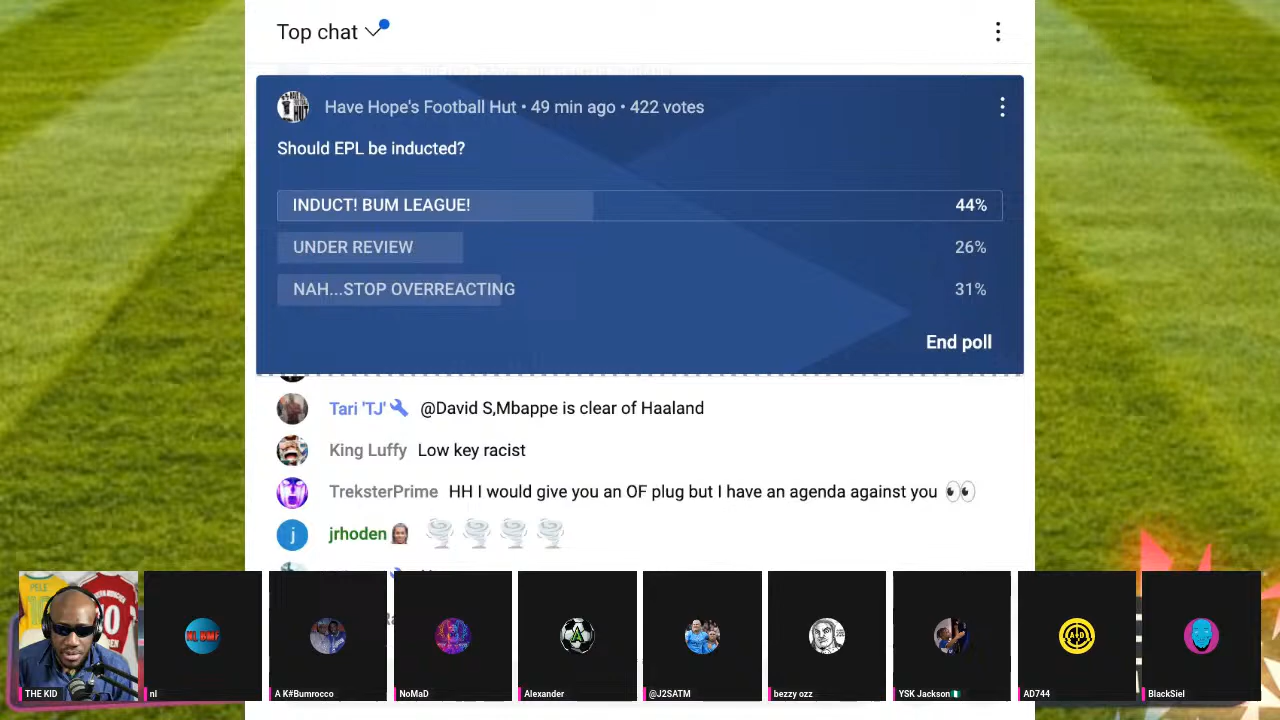 Top chat
Have Hope's Football Hut • 49 min ago • 422 votes
Should EPL be inducted?
INDUCT! BUM LEAGUE! 44%
UNDER REVIEW 26%
NAH...STOP OVERREACTING 31%
End poll
Tari 'TJ' @David S,Mbappe is clear of Haaland
King Luffy Low key racist
TreksterPrime HH I would give you an OF plug but I have an agenda against you 👀
jrhoden 🌪️🌪️🌪️🌪️
PELE
10
THE KID
nl
A K#Bumrocco
NoMaD
Alexander
@J2SATM
bezzy ozz
YSK Jackson🇳🇬
AD744
BlackSiel